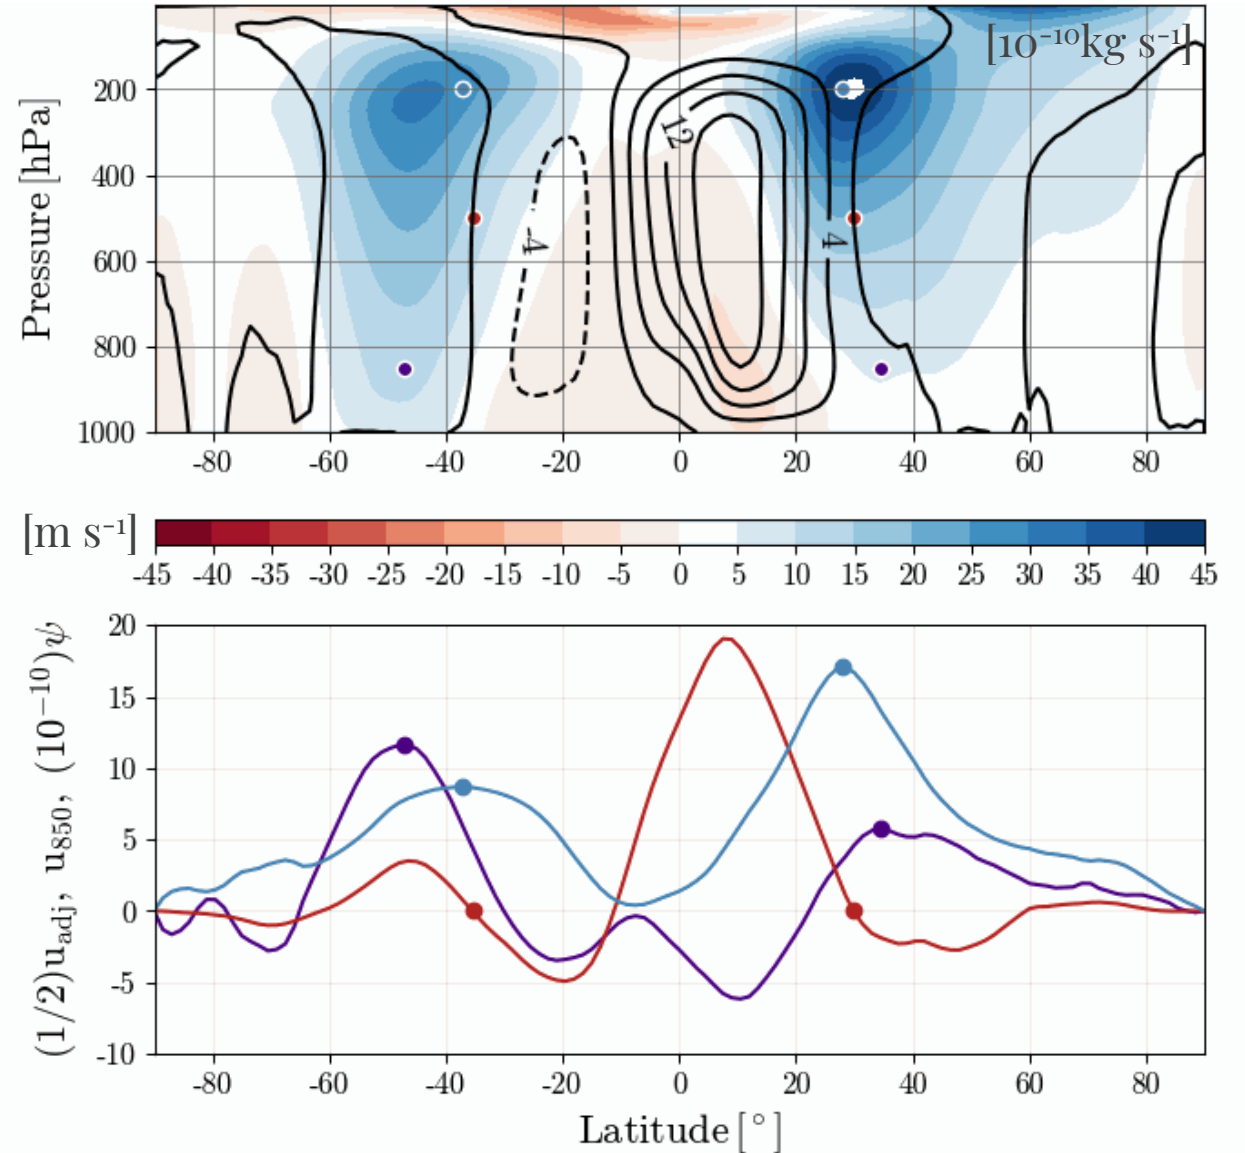 [10⁻¹⁰kg s⁻¹]
Pressure [hPa]
200
400
600
800
1000
12
-4
4
-80 -60 -40 -20 0 20 40 60 80
[m s⁻¹]
-45 -40 -35 -30 -25 -20 -15 -10 -5 0 5 10 15 20 25 30 35 40 45
(1/2)u_adj, u_850, (10⁻¹⁰)ψ
20
15
10
5
0
-5
-10
-80 -60 -40 -20 0 20 40 60 80
Latitude [°]